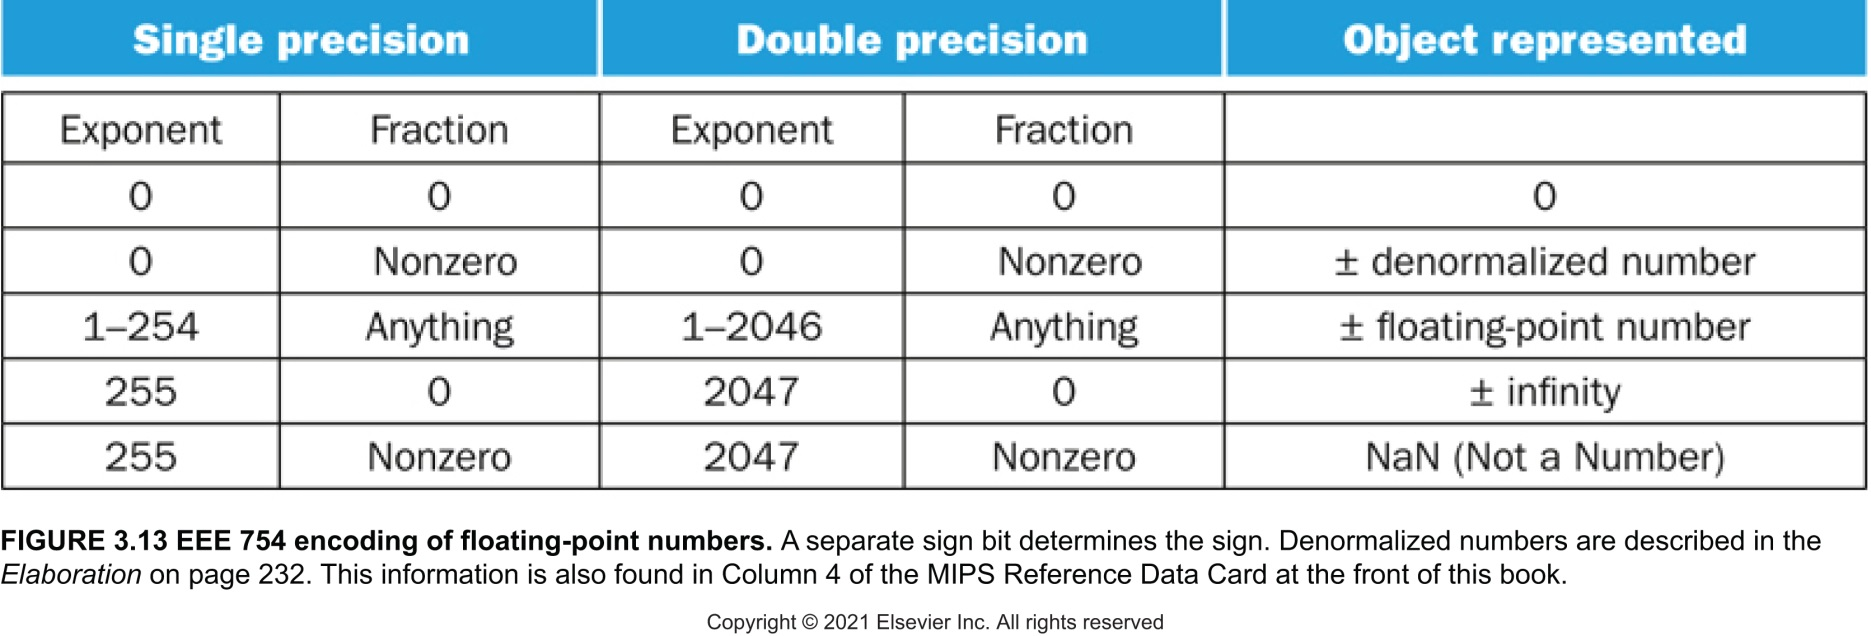 Single precision Double precision Object represented
Exponent Fraction Exponent Fraction
0 0 0 0 0
0 Nonzero 0 Nonzero ± denormalized number
1–254 Anything 1–2046 Anything ± floating-point number
255 0 2047 0 ± infinity
255 Nonzero 2047 Nonzero NaN (Not a Number)
FIGURE 3.13 EEE 754 encoding of floating-point numbers. A separate sign bit determines the sign. Denormalized numbers are described in the
Elaboration on page 232. This information is also found in Column 4 of the MIPS Reference Data Card at the front of this book.
Copyright © 2021 Elsevier Inc. All rights reserved